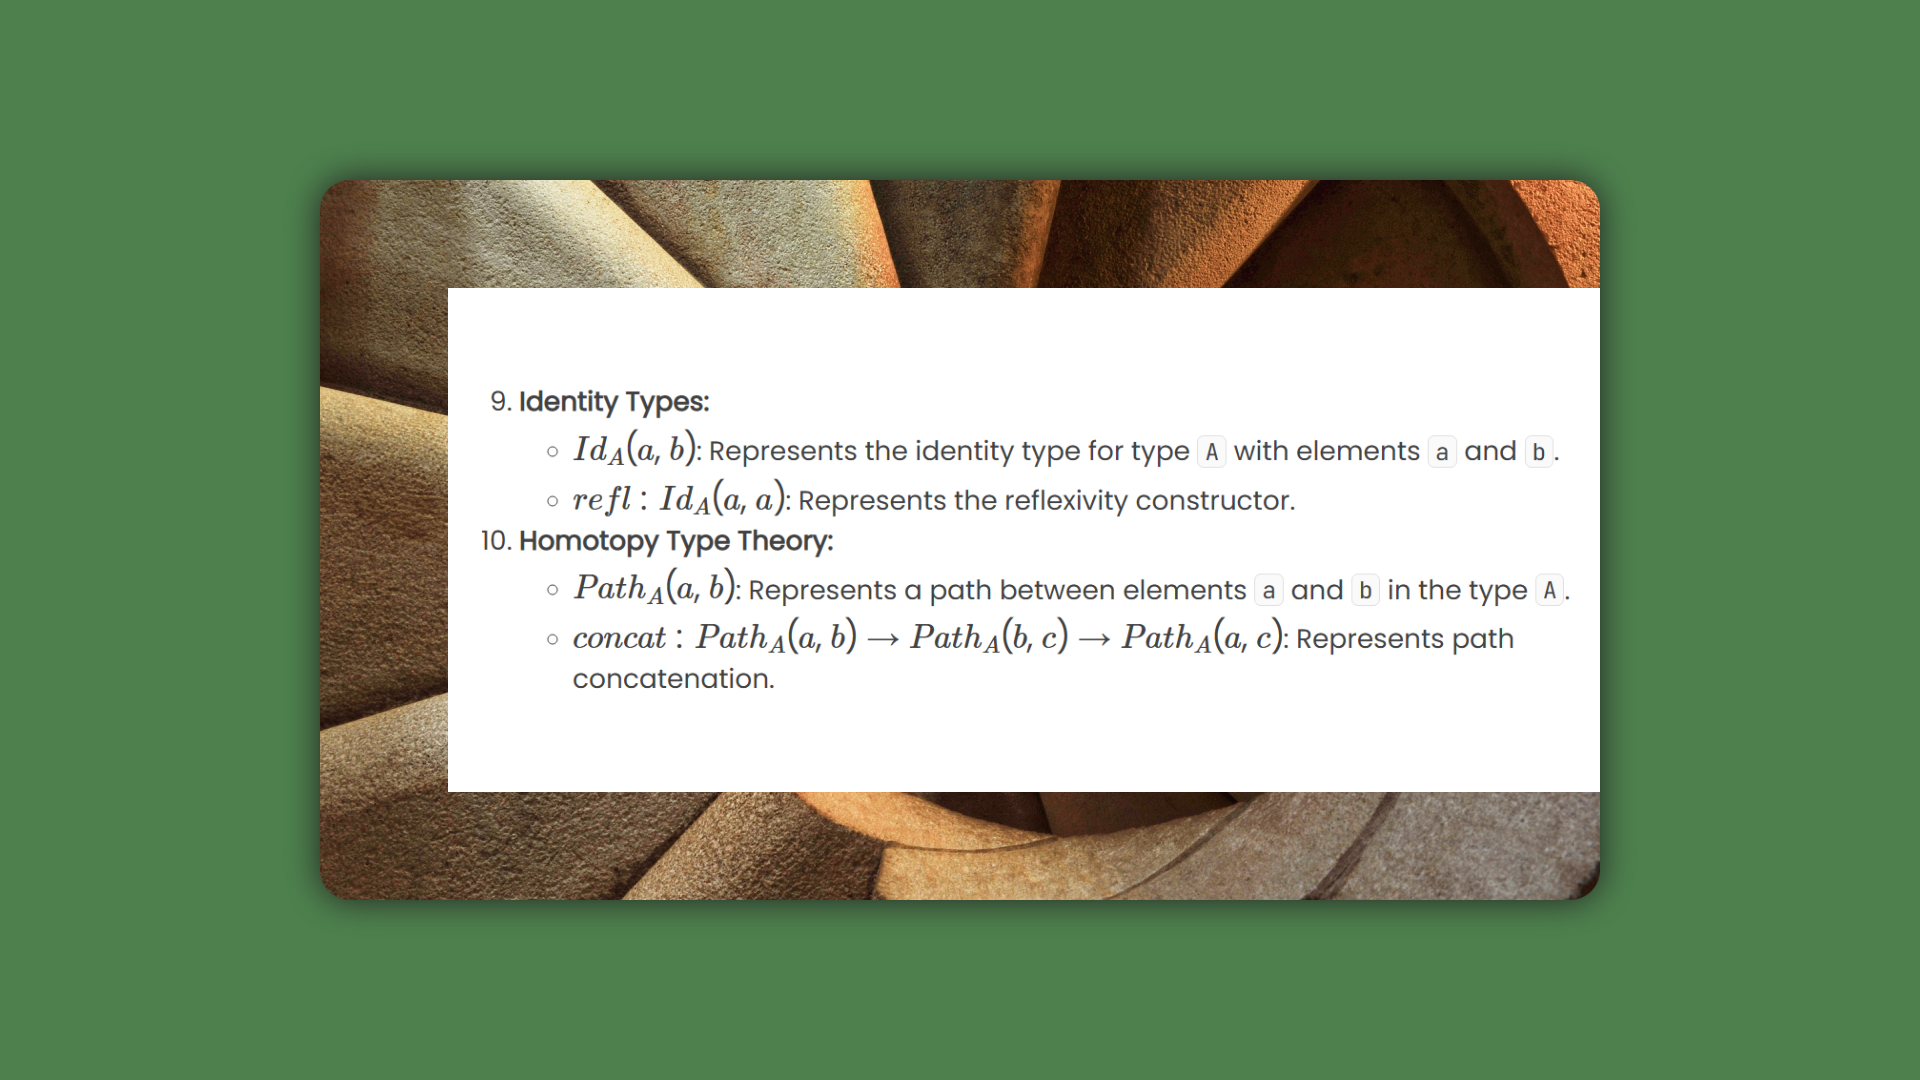 9. Identity Types:
○ Id_A(a, b): Represents the identity type for type A with elements a and b.
○ refl : Id_A(a, a): Represents the reflexivity constructor.
10. Homotopy Type Theory:
○ Path_A(a, b): Represents a path between elements a and b in the type A.
○ concat : Path_A(a, b) → Path_A(b, c) → Path_A(a, c): Represents path
concatenation.